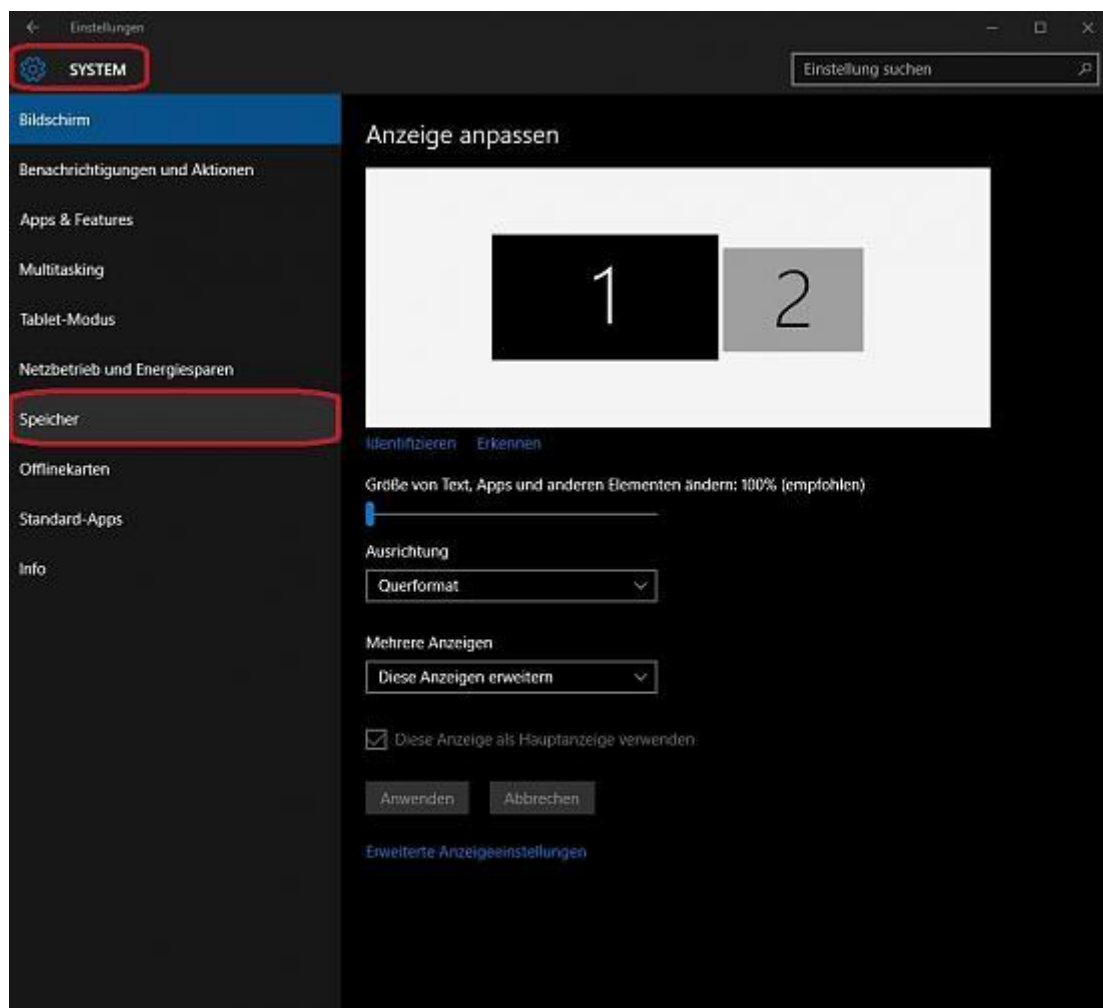 Einstellungen
SYSTEM
Einstellung suchen
Bildschirm
Benachrichtigungen und Aktionen
Apps & Features
Multitasking
Tablet-Modus
Netzbetrieb und Energiesparen
Speicher
Offlinekarten
Standard-Apps
Info
Anzeige anpassen
1
2
Identifizieren Erkennen
Größe von Text, Apps und anderen Elementen ändern: 100% (empfohlen)
Ausrichtung
Querformat
Mehrere Anzeigen
Diese Anzeigen erweitern
Diese Anzeige als Hauptanzeige verwenden
Anwenden Abbrechen
Erweiterte Anzeigeeinstellungen